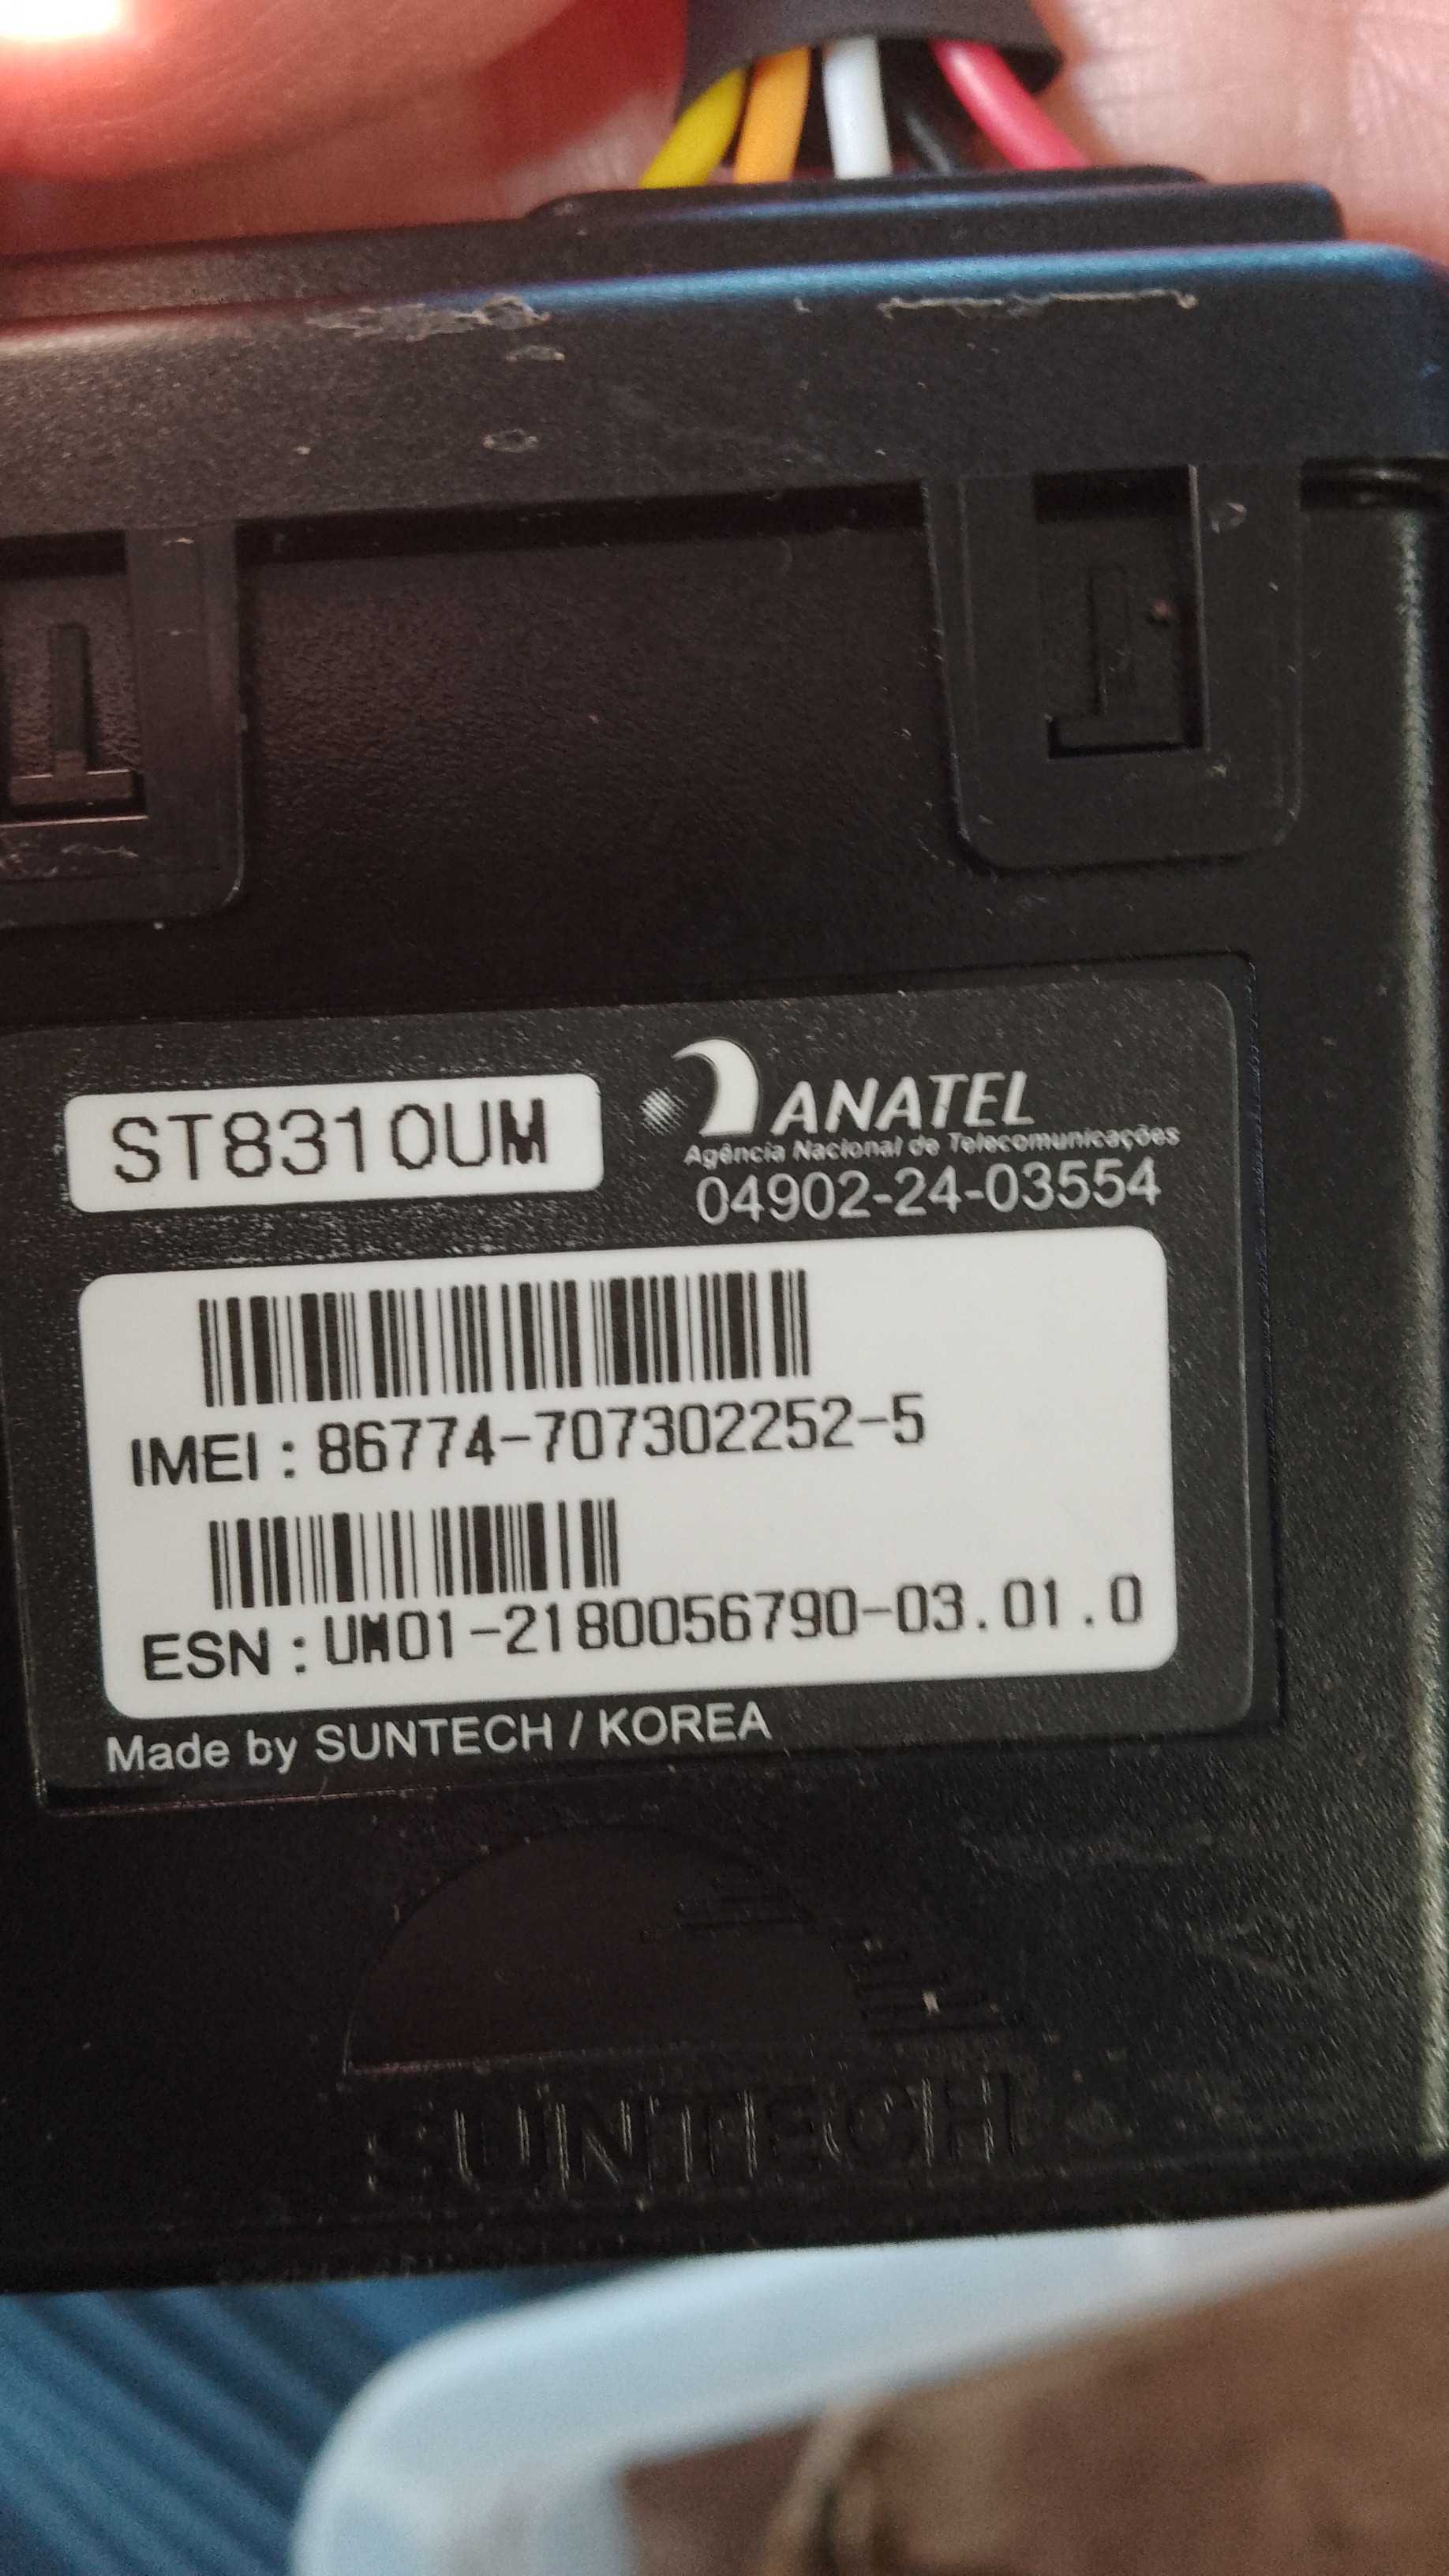 ST8310UM
ANATEL
Agência Nacional de Telecomunicações
04902-24-03554
IMEI : 86774-707302252-5
ESN : UM01-2180056790-03.01.0
Made by SUNTECH / KOREA
SUNTECH